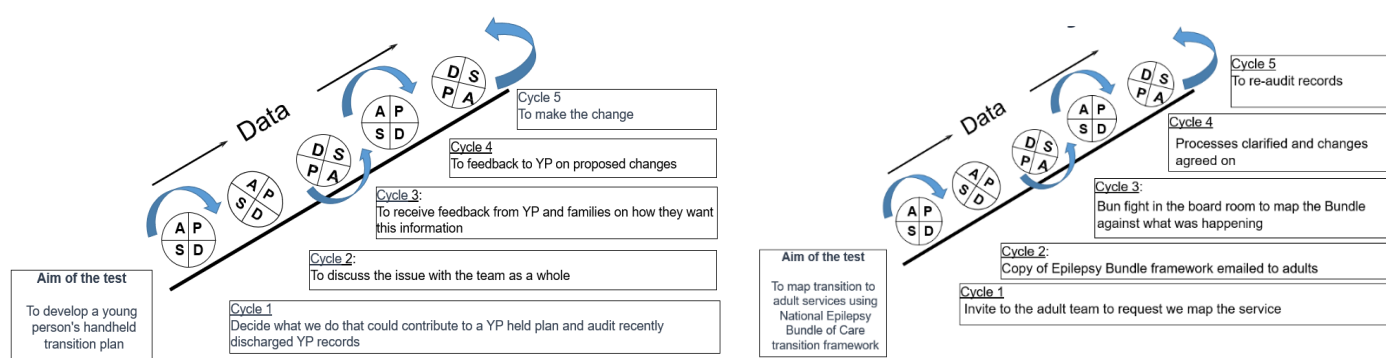 Data
D S
P A
A P
S D
D S
P A
A P
S D
A P
S D
Cycle 5
To make the change
Cycle 4
To feedback to YP on proposed changes
Cycle 3:
To receive feedback from YP and families on how they want
this information
Cycle 2:
To discuss the issue with the team as a whole
Cycle 1
Decide what we do that could contribute to a YP held plan and audit recently
discharged YP records
Aim of the test
To develop a young
person's handheld
transition plan
Data
D S
P A
A P
S D
D S
P A
A P
S D
A P
S D
Cycle 5
To re-audit records
Cycle 4
Processes clarified and changes
agreed on
Cycle 3:
Bun fight in the board room to map the Bundle
against what was happening
Cycle 2:
Copy of Epilepsy Bundle framework emailed to adults
Cycle 1
Invite to the adult team to request we map the service
Aim of the test
To map transition to
adult services using
National Epilepsy
Bundle of Care
transition framework